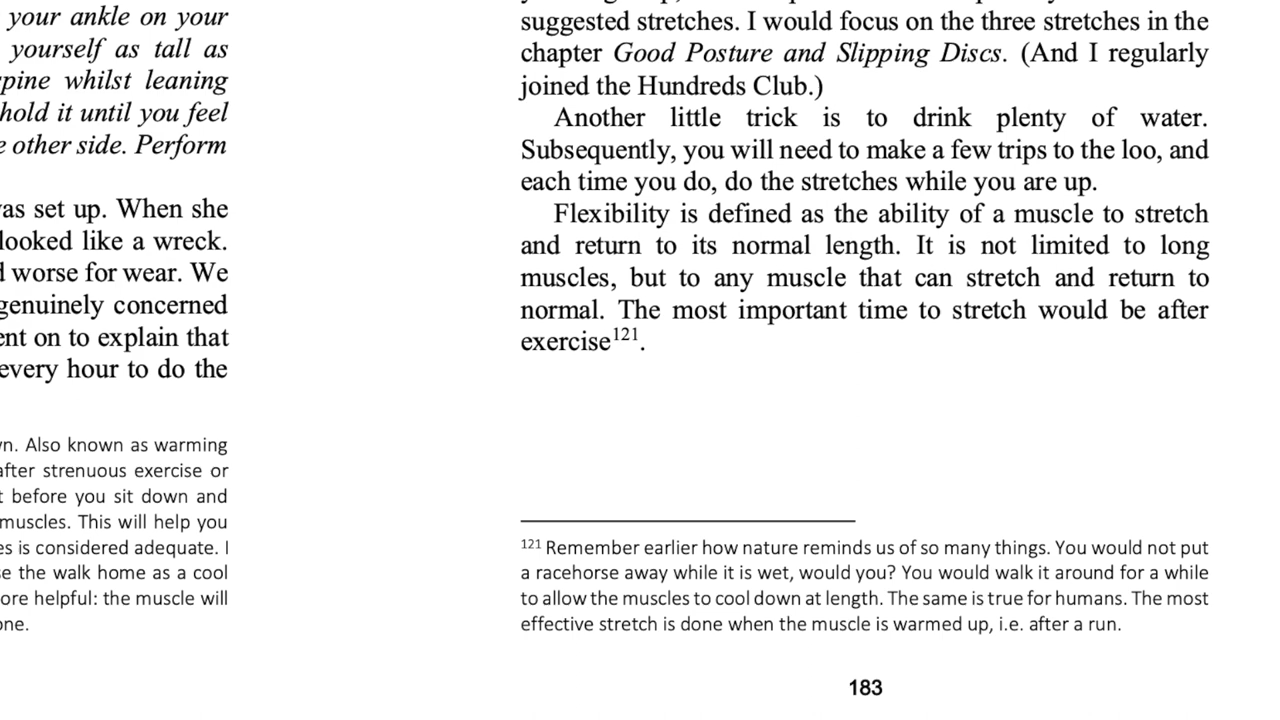 your ankle on your
yourself as tall as
spine whilst leaning
hold it until you feel
other side. Perform
was set up. When she
looked like a wreck.
worse for wear. We
genuinely concerned
went on to explain that
every hour to do the
Also known as warming
after strenuous exercise or
before you sit down and
muscles. This will help you
is considered adequate. I
the walk home as a cool
more helpful: the muscle will
suggested stretches. I would focus on the three stretches in the
chapter Good Posture and Slipping Discs. (And I regularly
joined the Hundreds Club.)
Another little trick is to drink plenty of water.
Subsequently, you will need to make a few trips to the loo, and
each time you do, do the stretches while you are up.
Flexibility is defined as the ability of a muscle to stretch
and return to its normal length. It is not limited to long
muscles, but to any muscle that can stretch and return to
normal. The most important time to stretch would be after
exercise¹²¹.
¹²¹ Remember earlier how nature reminds us of so many things. You would not put
a racehorse away while it is wet, would you? You would walk it around for a while
to allow the muscles to cool down at length. The same is true for humans. The most
effective stretch is done when the muscle is warmed up, i.e. after a run.
183